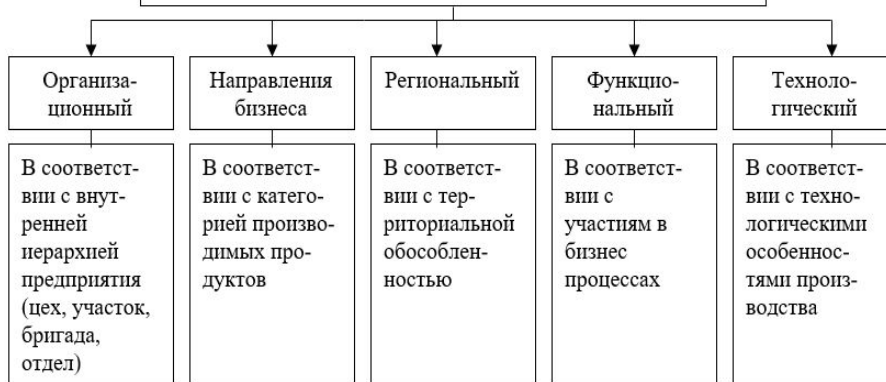 Организа-
ционный
Направления
бизнеса
Региональный
Функцио-
нальный
Техноло-
гический
В соответст-
вии с внут-
ренней
иерархией
предприятия
(цех, участок,
бригада,
отдел)
В соответст-
вии с катего-
рией произво-
димых про-
дуктов
В соответст-
вии с тер-
риториальной
обособлен-
ностью
В соответст-
вии с
участиям в
бизнес
процессах
В соответст-
вии с техно-
логическими
особеннос-
тями произ-
водства